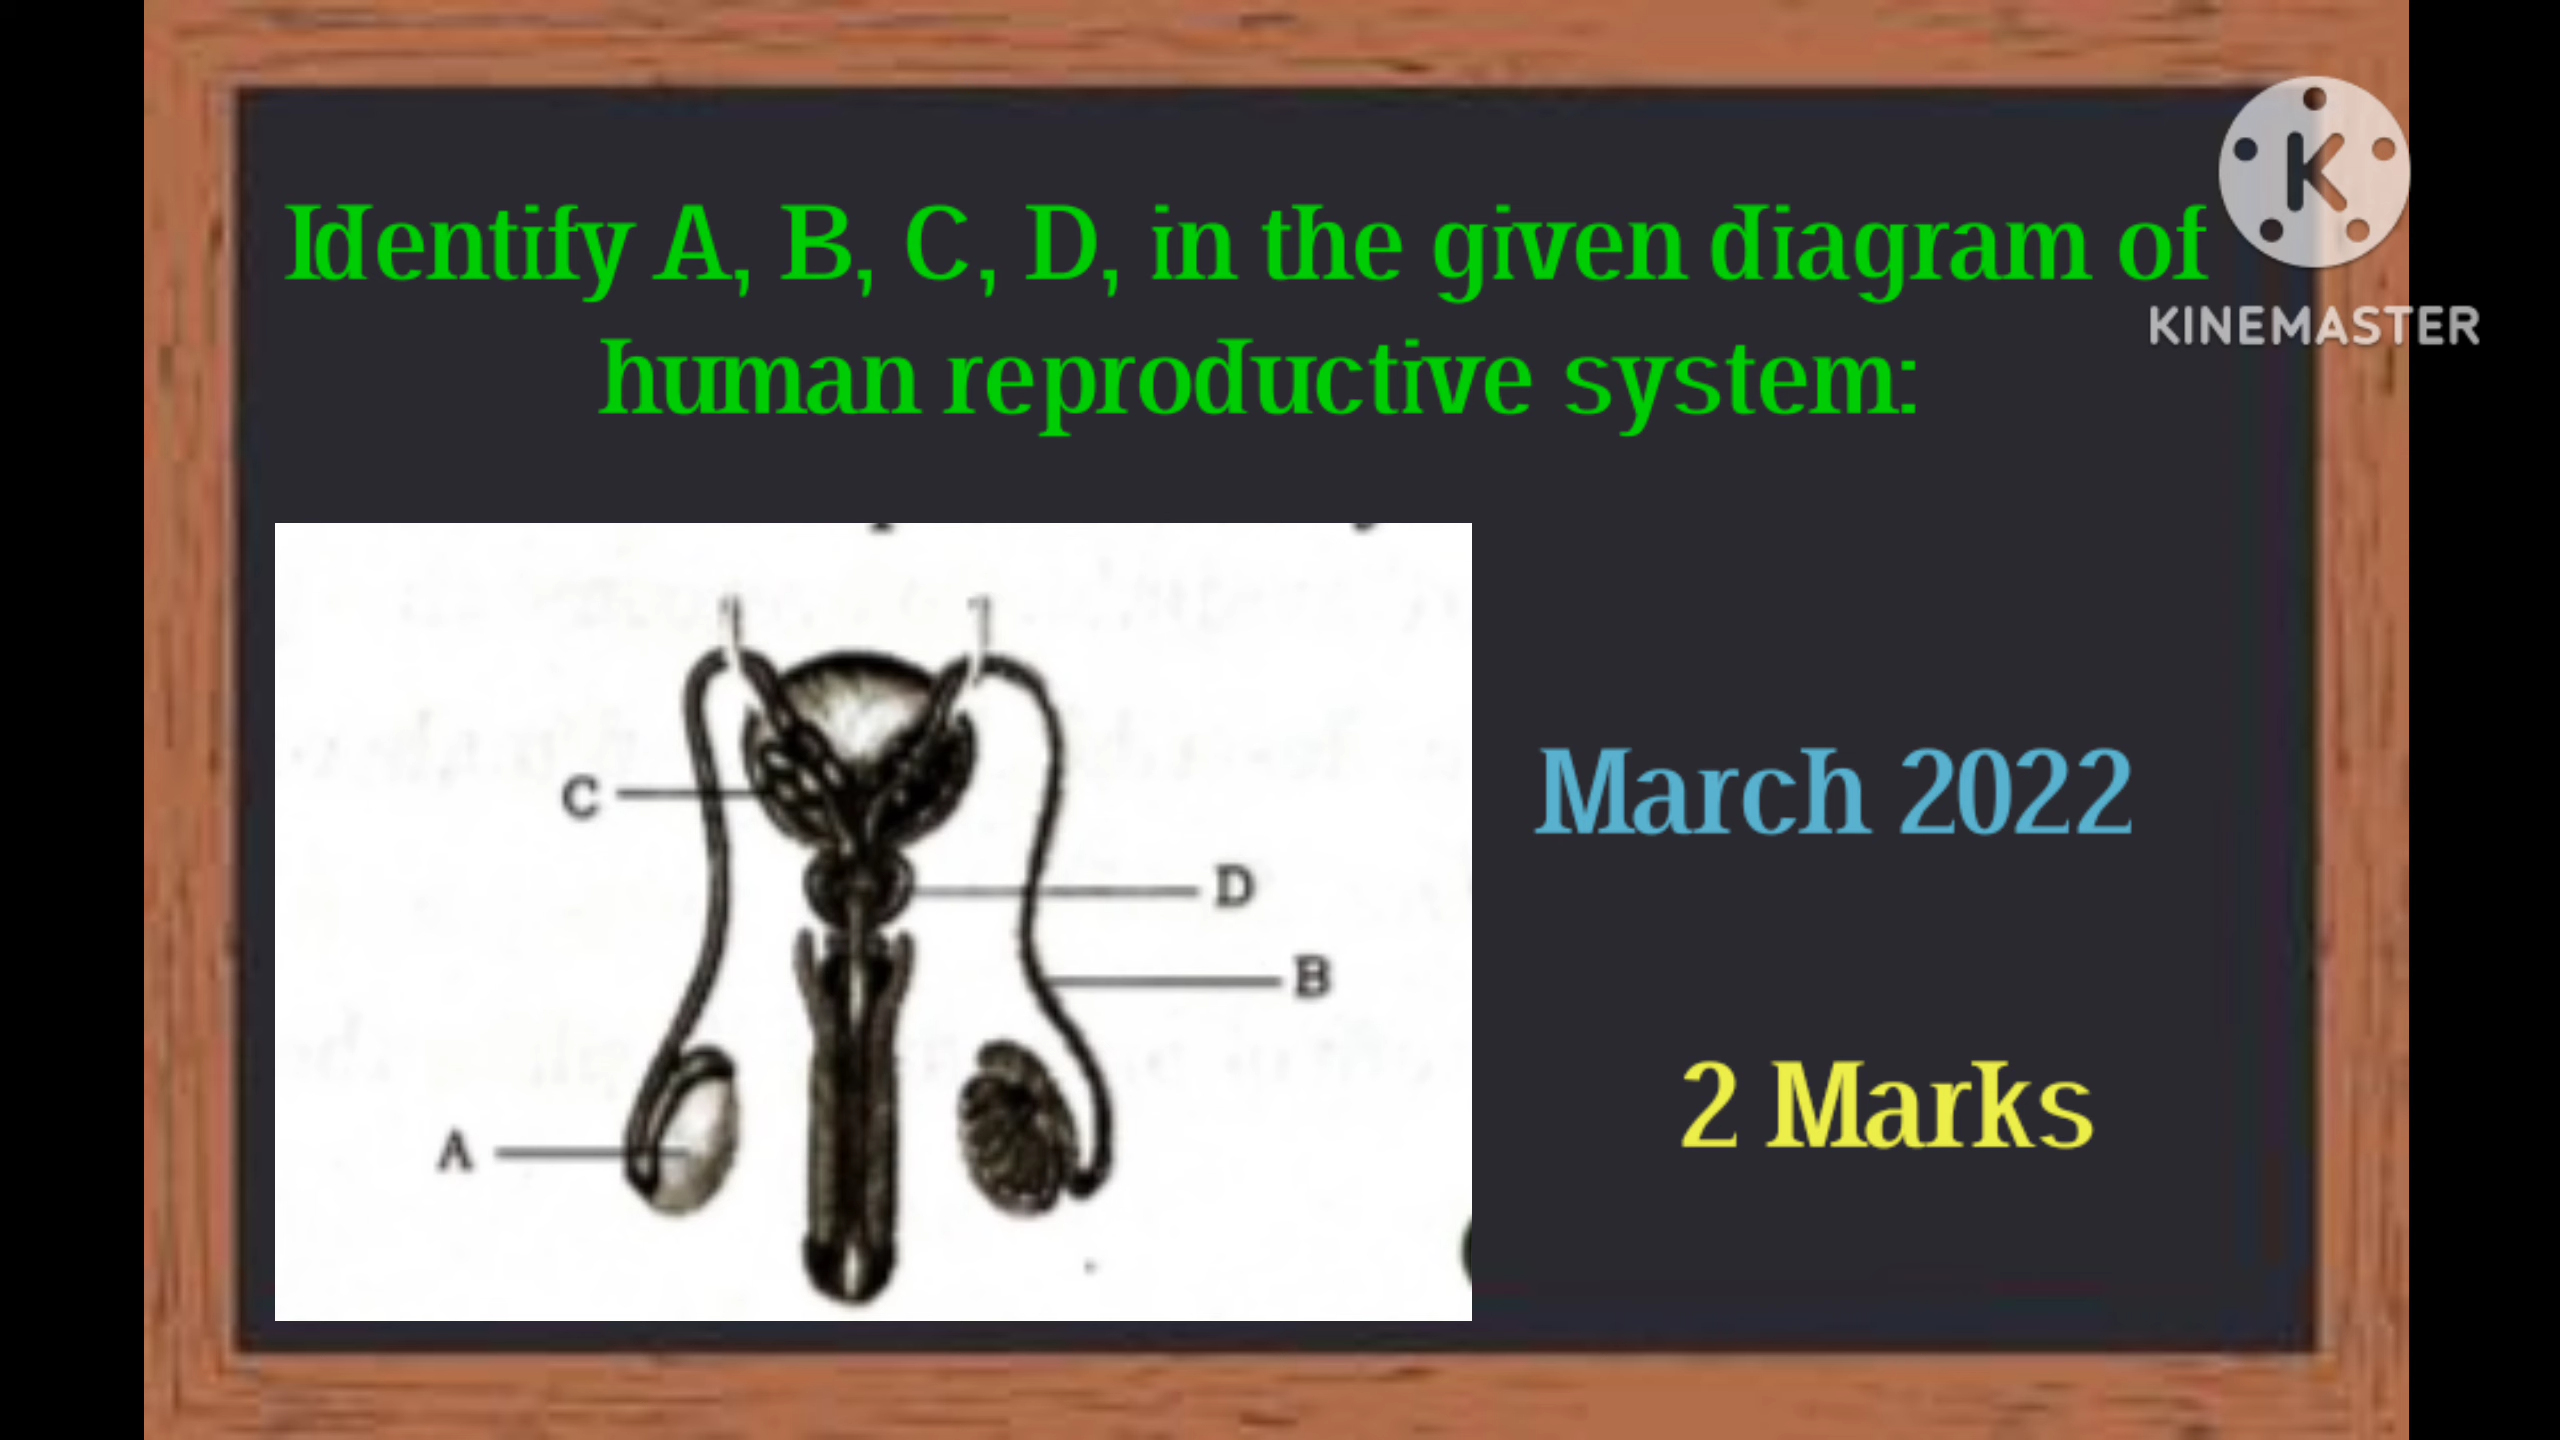 Identify A, B, C, D, in the given diagram of
human reproductive system:
KINEMASTER
C
D
B
A
March 2022
2 Marks